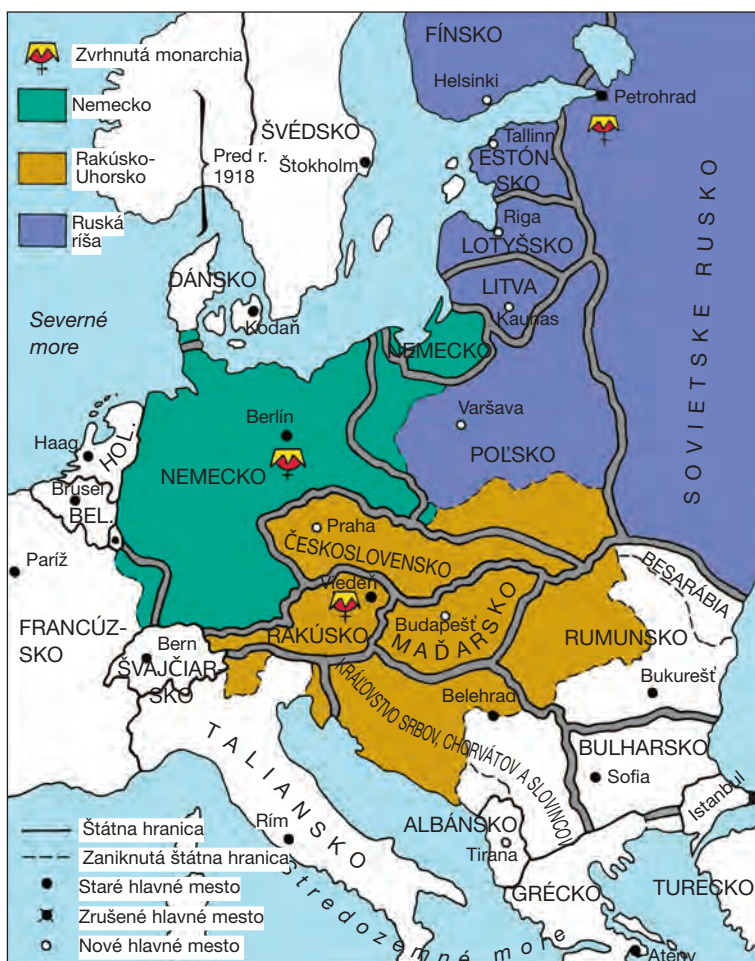 Zvrhnutá monarchia
Nemecko
Rakúsko-
Uhorsko
Ruská
ríša
Pred r.
1918
FÍNSKO
Helsinki
Petrohrad
ŠVÉDSKO
Štokholm
Tallinn
ESTÓN-
SKO
Riga
LOTYŠSKO
DÁNSKO
Kodaň
LITVA
Kaunas
Severné
more
NEMECKO
SOVIETSKE RUSKO
Berlín
Varšava
Haag
HOL.
NEMECKO
POĽSKO
Brusel
BEL.
Praha
ČESKOSLOVENSKO
Paríž
Viedeň
BESARÁBIA
FRANCÚZ-
SKO
Bern
RAKÚSKO
Budapešť
MAĎARSKO
RUMUNSKO
ŠVAJČIAR
SKO
KRÁĽOVSTVO SRBOV, CHORVÁTOV A SLOVINCOV
Belehrad
Bukurešť
TALIANSKO
BULHARSKO
Sofia
Istanbul
Rím
ALBÁNSKO
Tirana
GRÉCKO
TURECKO
Stredozemné more
Atény
Štátna hranica
Zaniknutá štátna hranica
Staré hlavné mesto
Zrušené hlavné mesto
Nové hlavné mesto